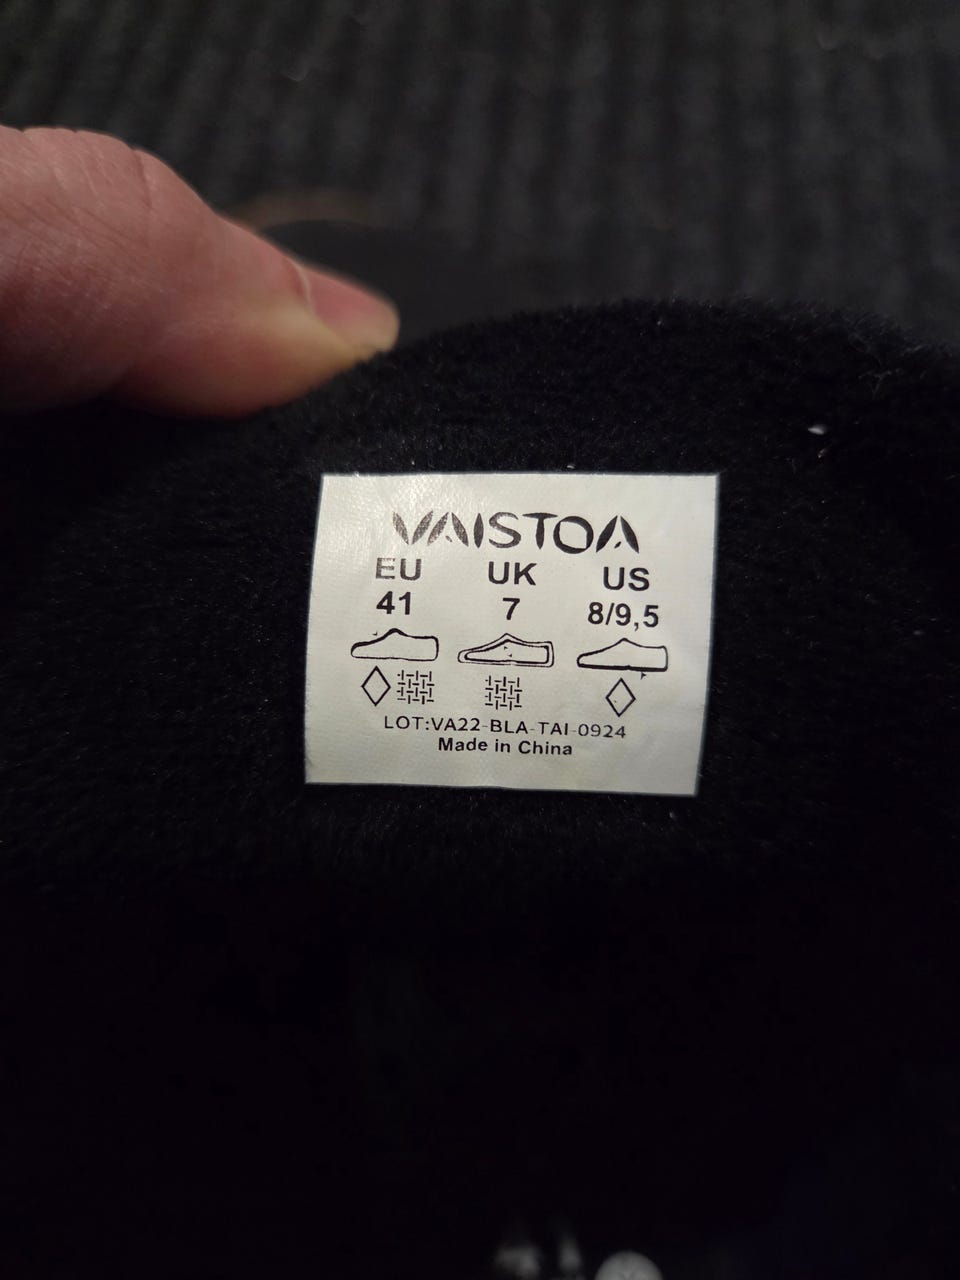 VAISTOA
EU UK US
41 7 8/9,5
LOT:VA22-BLA-TAI-0924
Made in China